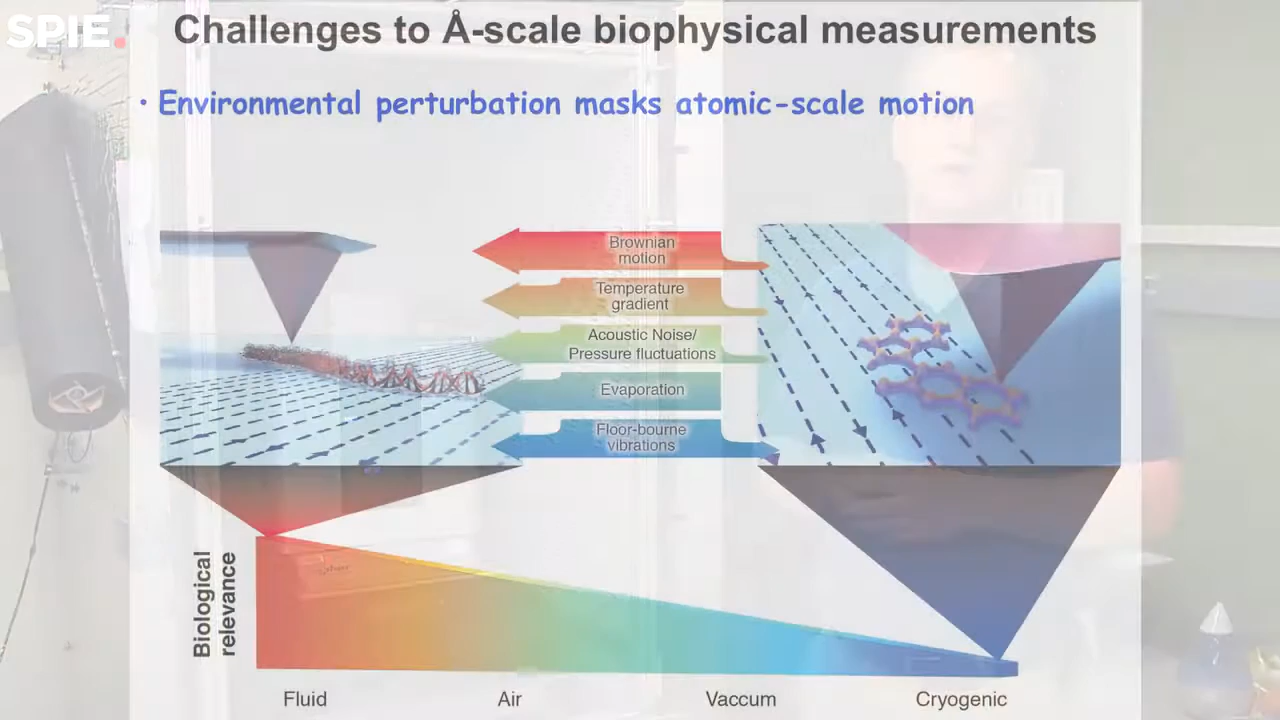 SPIE.
Challenges to Å-scale biophysical measurements
• Environmental perturbation masks atomic-scale motion
Brownian
motion
Temperature
gradient
Acoustic Noise/
Pressure fluctuations
Evaporation
Floor-bourne
vibrations
Biological
relevance
Fluid
Air
Vaccum
Cryogenic